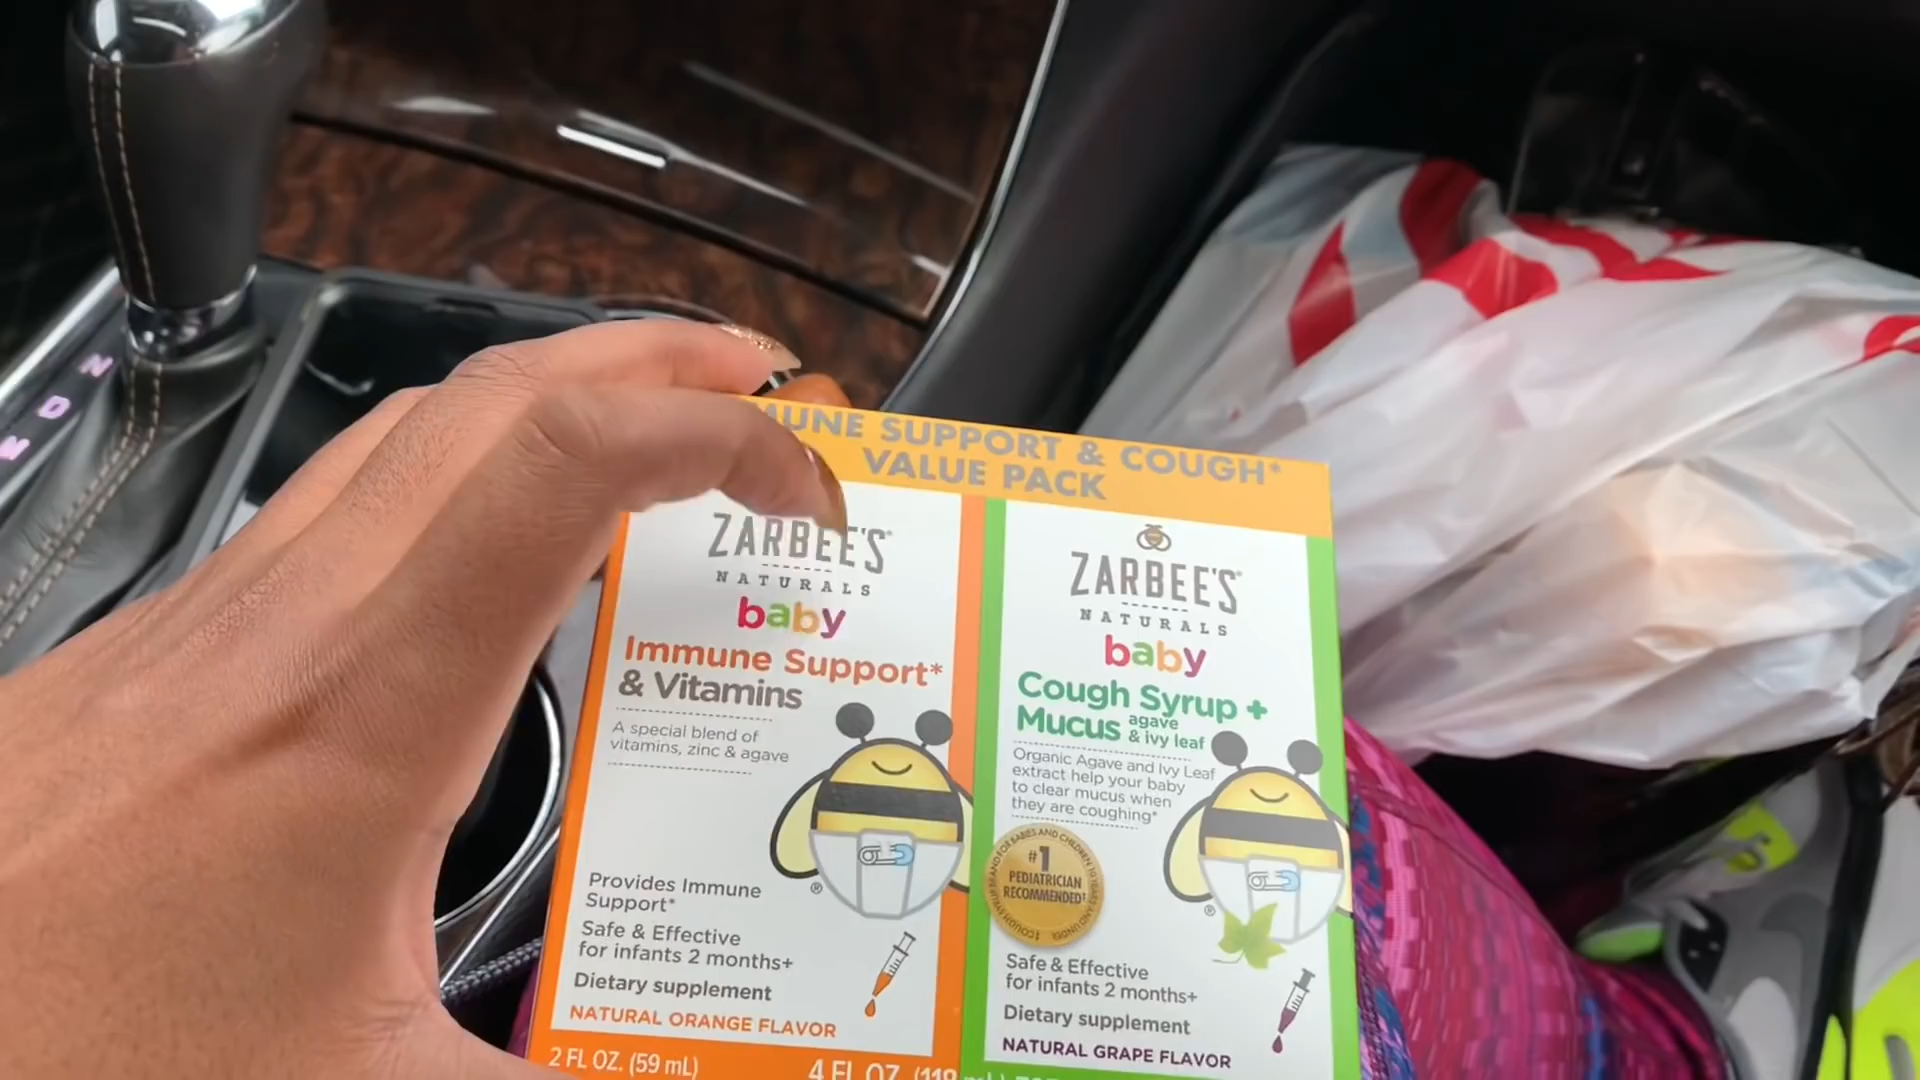 N
D
M
MUNE SUPPORT & COUGH*
VALUE PACK
ZARBEE'S®
NATURALS
baby
Immune Support*
& Vitamins
A special blend of
vitamins, zinc & agave
®
Provides Immune
Support*
Safe & Effective
for infants 2 months+
Dietary supplement
NATURAL ORANGE FLAVOR
2 FL OZ. (59 mL)
4 FL OZ. (118 mL)
ZARBEE'S®
NATURALS
baby
Cough Syrup +
Mucus agave
& ivy leaf
Organic Agave and Ivy Leaf
extract help your baby
to clear mucus when
they are coughing*
#1
PEDIATRICIAN
RECOMMENDED‡
®
Safe & Effective
for infants 2 months+
Dietary supplement
NATURAL GRAPE FLAVOR